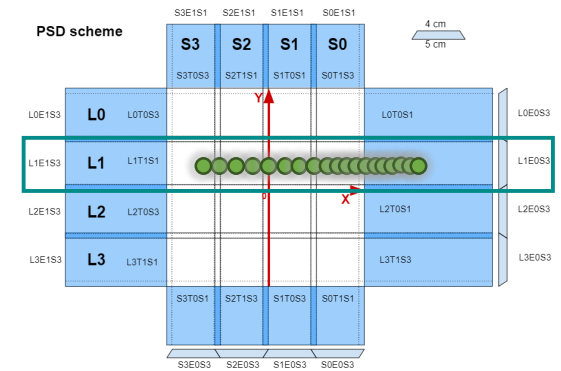 S3E1S1 S2E1S1 S1E1S1 S0E1S1
PSD scheme
4 cm
5 cm
S3 S2 S1 S0
S3T0S3 S2T1S1 S1T0S1 S0T1S3
Y
L0E1S3 L0 L0T0S3 L0T0S1 L0E0S3
L1E1S3 L1 L1T1S1 L1E0S3
0 X
L2E1S3 L2 L2T0S3 L2T0S1 L2E0S3
L3E1S3 L3 L3T1S1 L3T1S3 L3E0S3
S3T0S1 S2T1S3 S1T0S3 S0T1S1
S3E0S3 S2E0S3 S1E0S3 S0E0S3